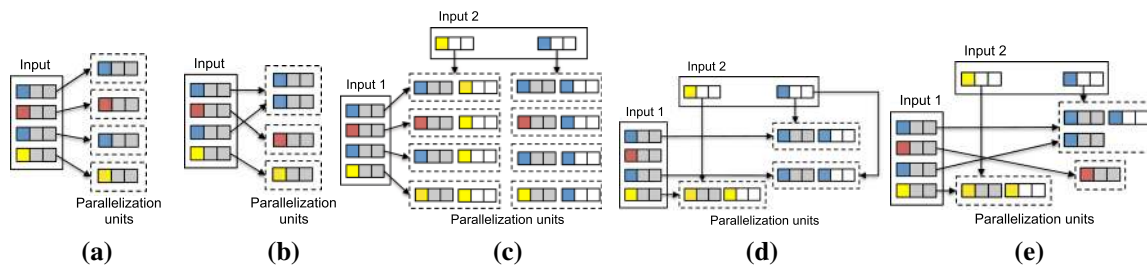 Input
Parallelization
units
(a)
Input
Parallelization
units
(b)
Input 2
Input 1
Parallelization units
(c)
Input 2
Input 1
Parallelization units
(d)
Input 2
Input 1
Parallelization units
(e)